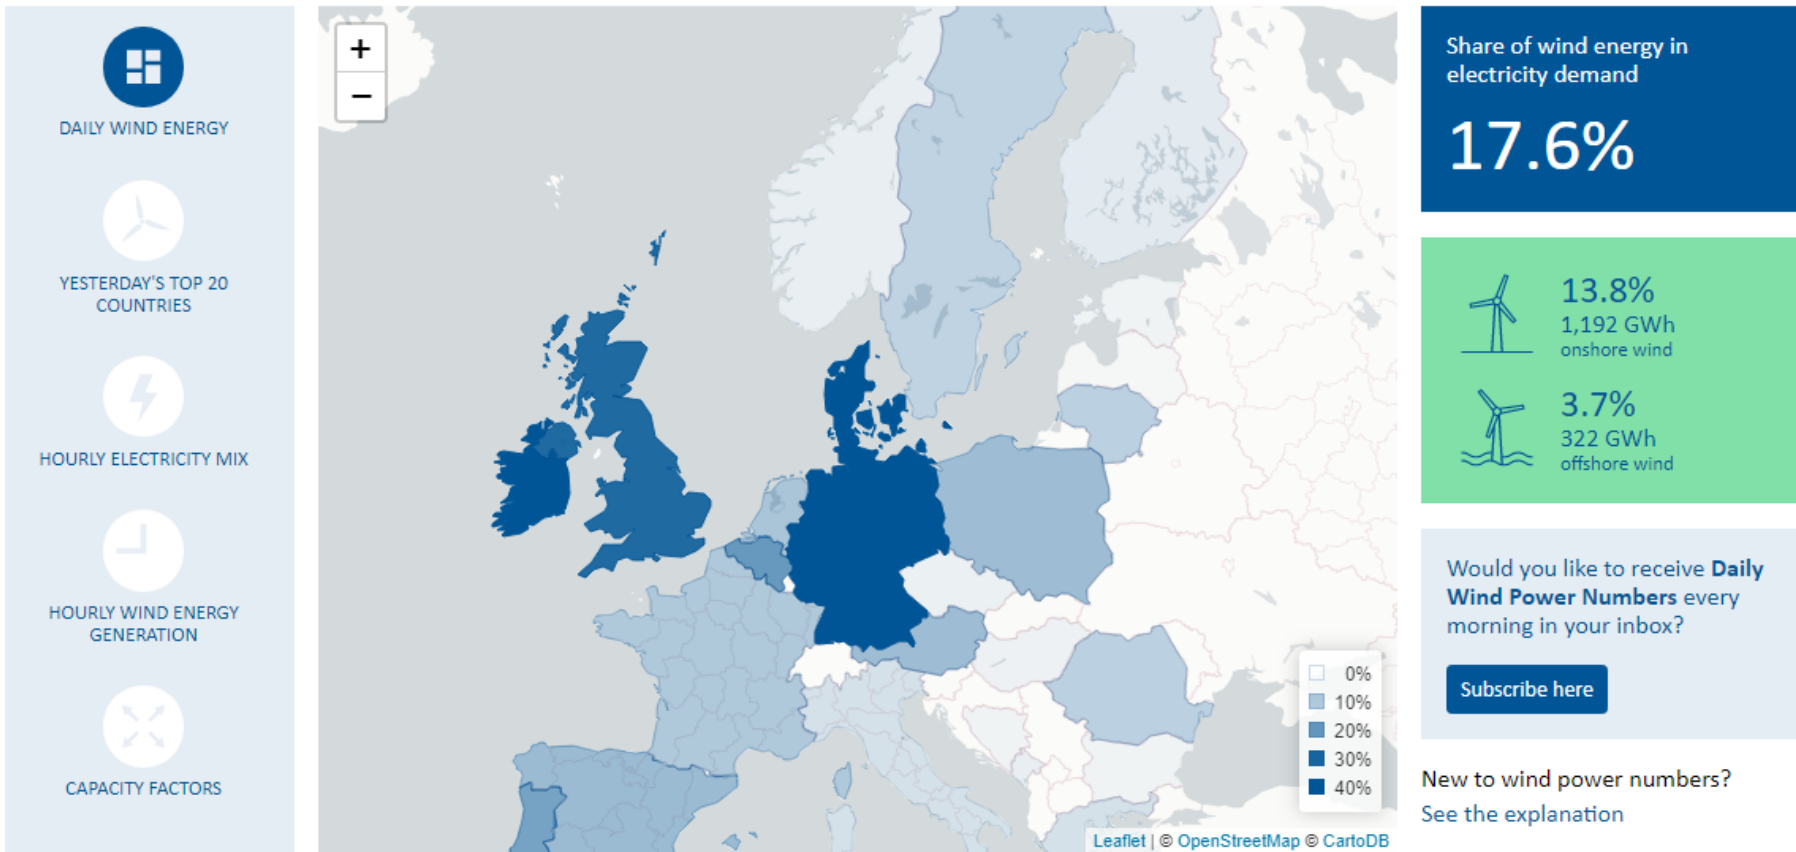 DAILY WIND ENERGY
YESTERDAY'S TOP 20
COUNTRIES
HOURLY ELECTRICITY MIX
HOURLY WIND ENERGY
GENERATION
CAPACITY FACTORS
+
−
0%
10%
20%
30%
40%
Leaflet | © OpenStreetMap © CartoDB
Share of wind energy in
electricity demand
17.6%
13.8%
1,192 GWh
onshore wind
3.7%
322 GWh
offshore wind
Would you like to receive Daily
Wind Power Numbers every
morning in your inbox?
Subscribe here
New to wind power numbers?
See the explanation